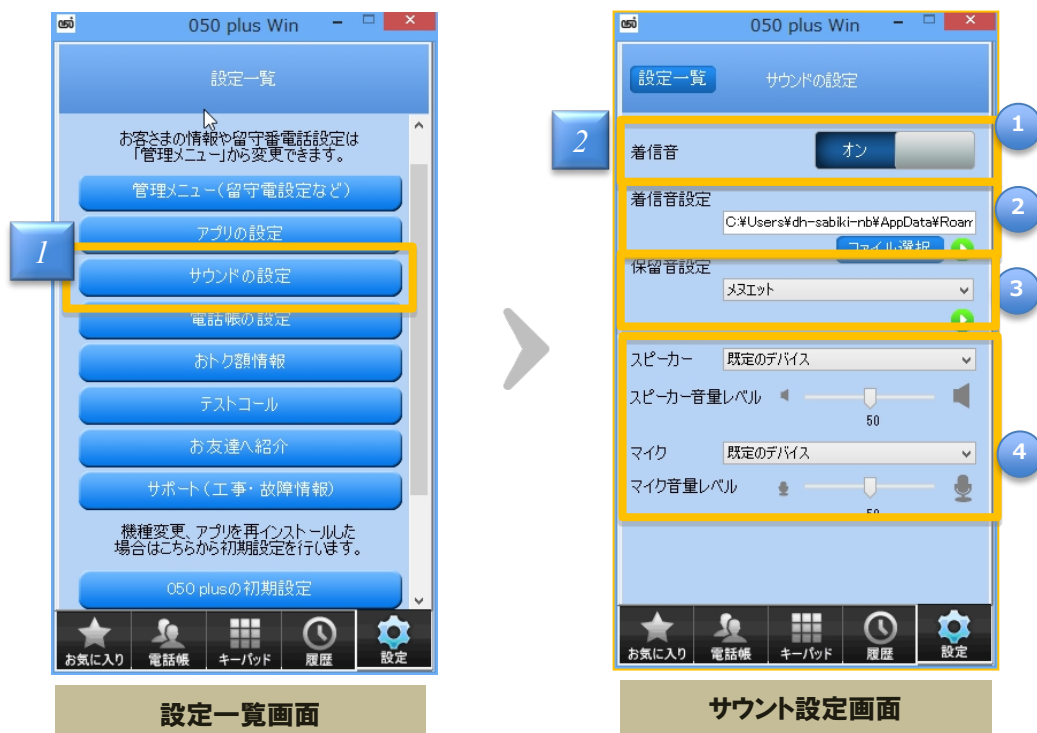 050 050 plus Win
設定一覧
お客さまの情報や留守番電話設定は
「管理メニュー」から変更できます。
管理メニュー(留守電設定など)
アプリの設定
1
サウンドの設定
電話帳の設定
おトク額情報
テストコール
お友達へ紹介
サポート(工事・故障情報)
機種変更、アプリを再インストールした
場合はこちらから初期設定を行います。
050 plusの初期設定
お気に入り 電話帳 キーパッド 履歴 設定
設定一覧画面
050 050 plus Win
設定一覧 サウンドの設定
2
着信音 オン
1
着信音設定
2
C:¥Users¥dh-sabiki-nb¥AppData¥Roam
ファイル選択
保留音設定
3
メヌエット
スピーカー 既定のデバイス
スピーカー音量レベル
50
マイク 既定のデバイス
4
マイク音量レベル
50
お気に入り 電話帳 キーパッド 履歴 設定
サウント設定画面